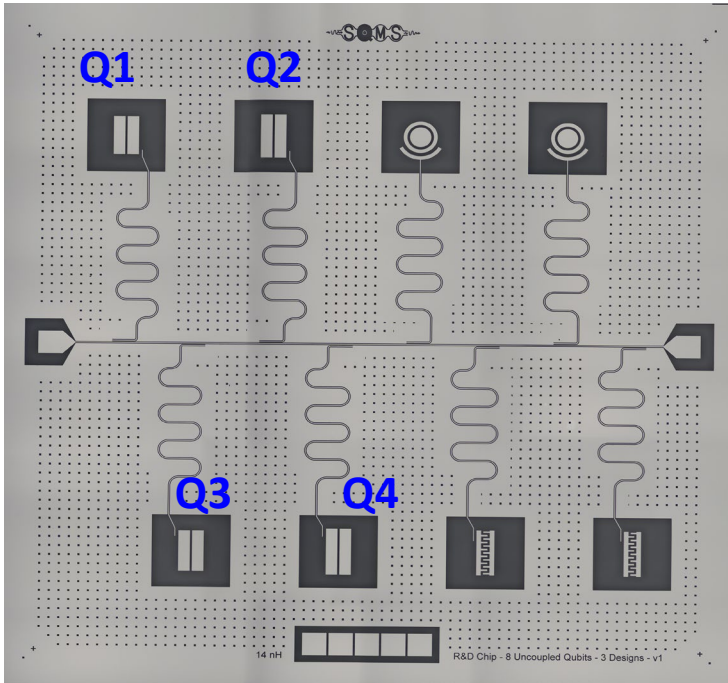 SQMS
Q1
Q2
Q3
Q4
14 nH
R&D Chip - 8 Uncoupled Qubits - 3 Designs - v1